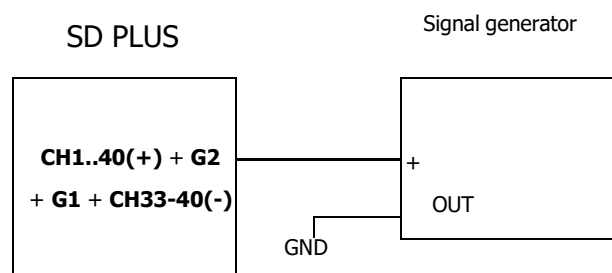 SD PLUS
Signal generator
CH1..40(+) + G2
+ G1 + CH33-40(-)
+
OUT
GND